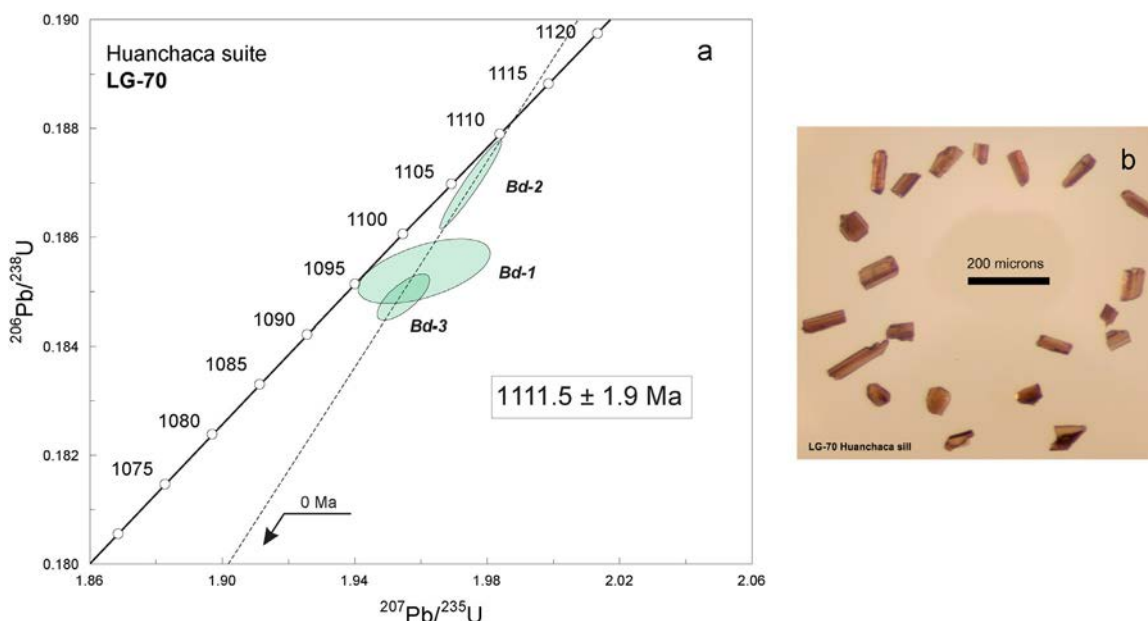 Huanchaca suite
LG-70
a
0.190
0.188
0.186
0.184
0.182
0.180
²⁰⁶Pb/²³⁸U
1120
1115
1110
1105
1100
1095
1090
1085
1080
1075
Bd-2
Bd-1
Bd-3
1111.5 ± 1.9 Ma
0 Ma
1.86
1.90
1.94
1.98
2.02
2.06
²⁰⁷Pb/²³⁵U
b
200 microns
LG-70 Huanchaca sill